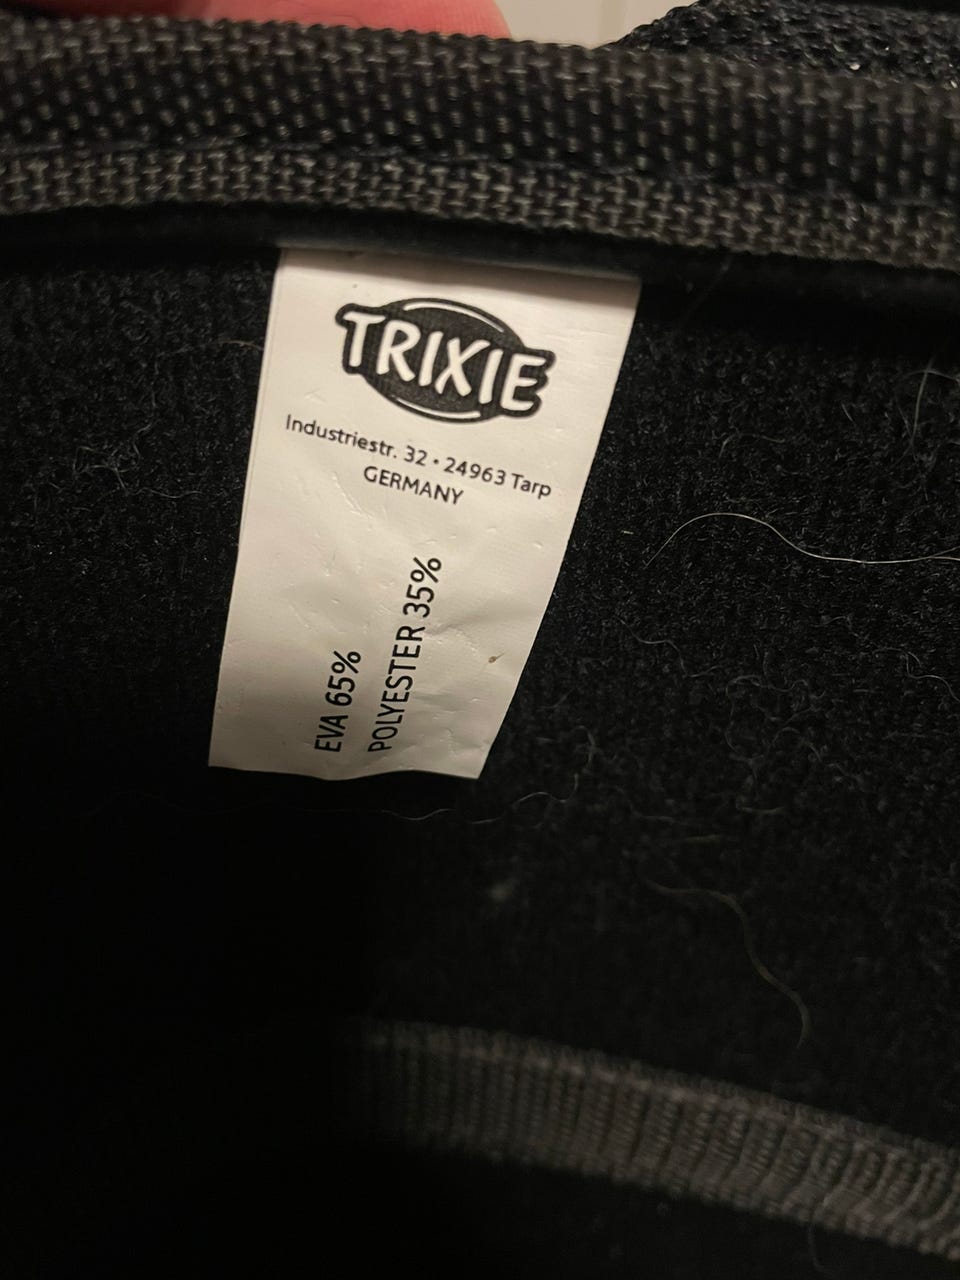 TRIXIE
Industriestr. 32 • 24963 Tarp
GERMANY
EVA 65%
POLYESTER 35%